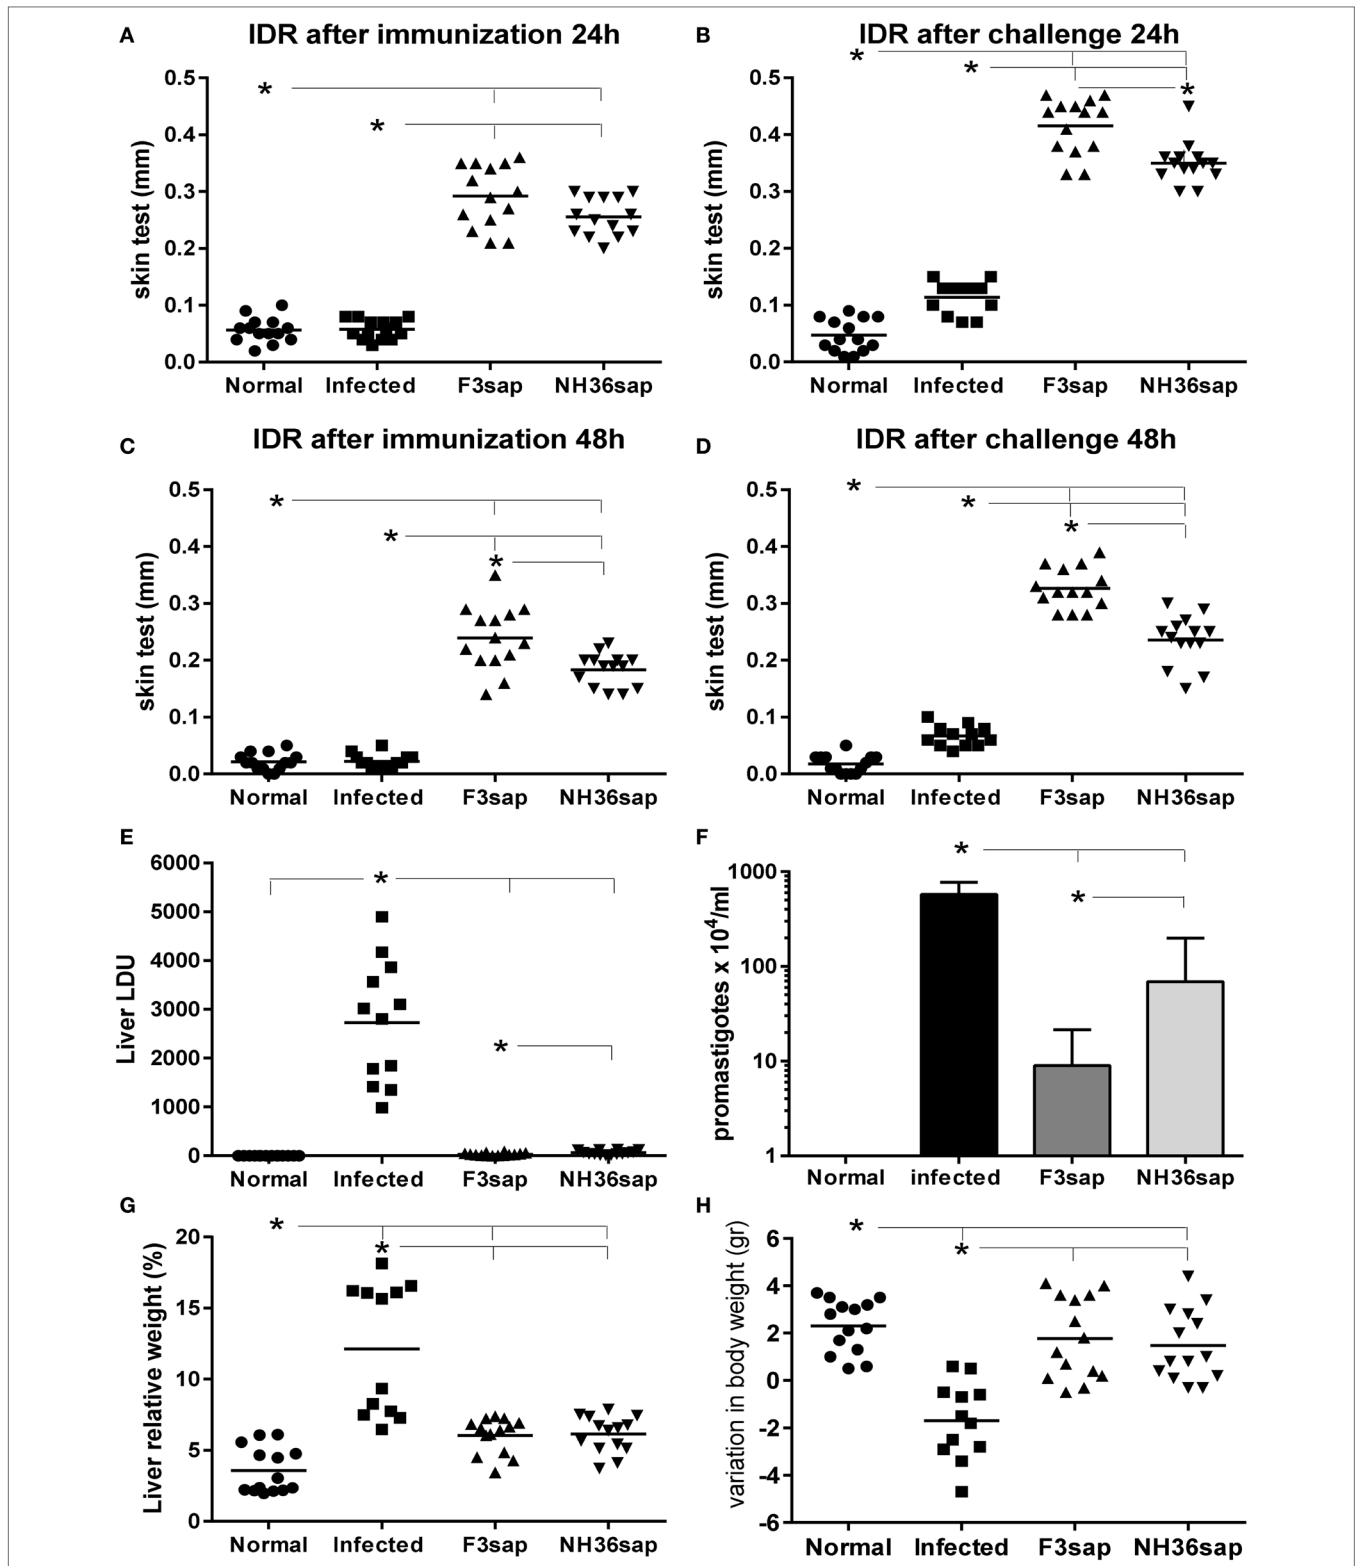 A IDR after immunization 24h
skin test (mm)
0.5
0.4
0.3
0.2
0.1
0.0
* *
Normal Infected F3sap NH36sap
B IDR after challenge 24h
skin test (mm)
0.5
0.4
0.3
0.2
0.1
0.0
* * *
Normal Infected F3sap NH36sap
C IDR after immunization 48h
skin test (mm)
0.5
0.4
0.3
0.2
0.1
0.0
* * *
Normal Infected F3sap NH36sap
D IDR after challenge 48h
skin test (mm)
0.5
0.4
0.3
0.2
0.1
0.0
* * *
Normal Infected F3sap NH36sap
E
Liver LDU
6000
5000
4000
3000
2000
1000
0
* *
Normal Infected F3sap NH36sap
F
promastigotes x 10⁴/ml
1000
100
10
1
* *
Normal infected F3sap NH36sap
G
Liver relative weight (%)
20
15
10
5
0
* *
Normal Infected F3sap NH36sap
H
variation in body weight (gr)
6
4
2
0
-2
-4
-6
* *
Normal Infected F3sap NH36sap